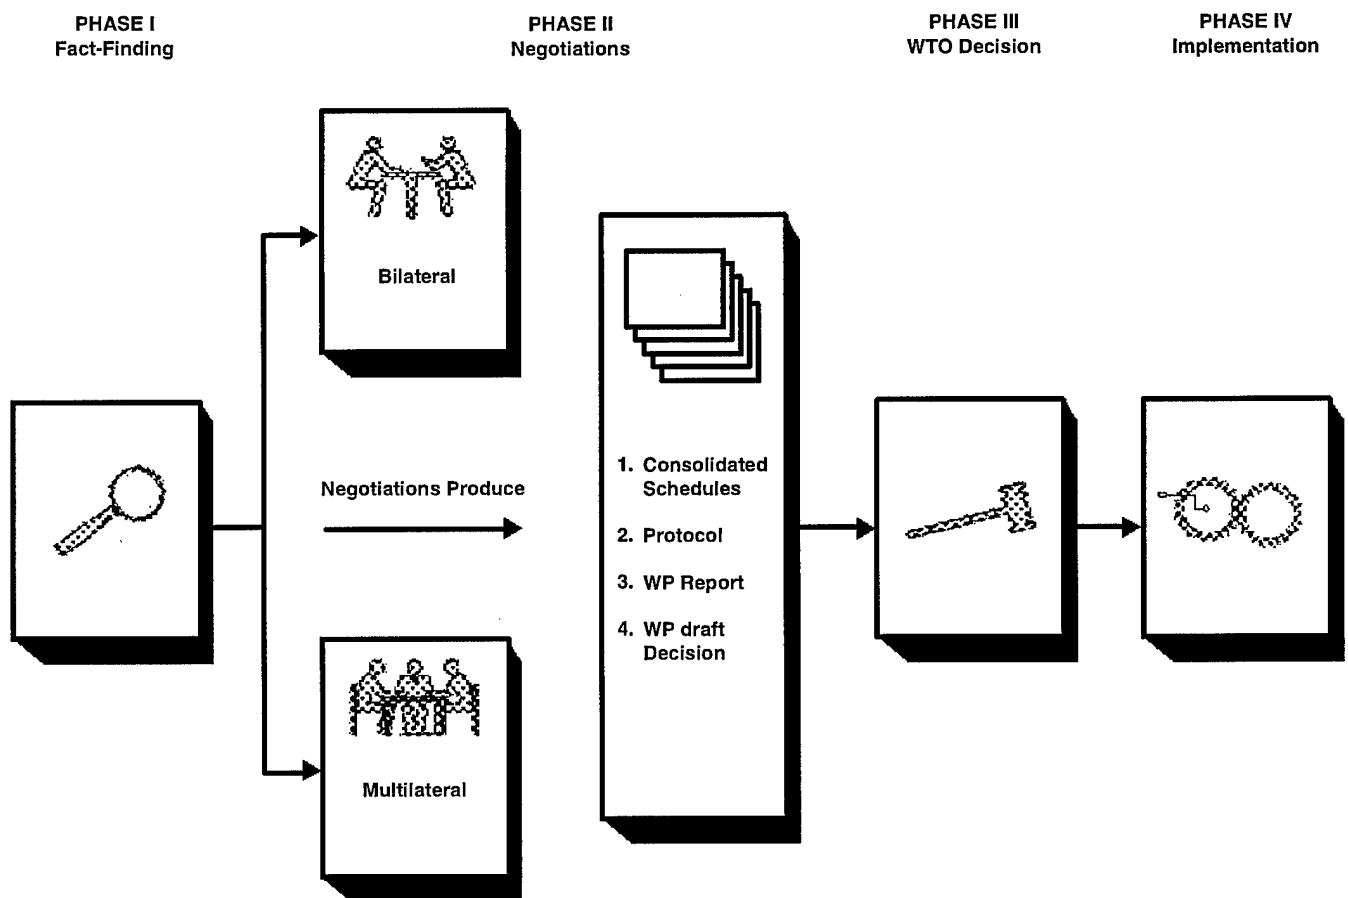 PHASE I
Fact-Finding
PHASE II
Negotiations
PHASE III
WTO Decision
PHASE IV
Implementation
Bilateral
Negotiations Produce
Multilateral
1. Consolidated
Schedules
2. Protocol
3. WP Report
4. WP draft
Decision